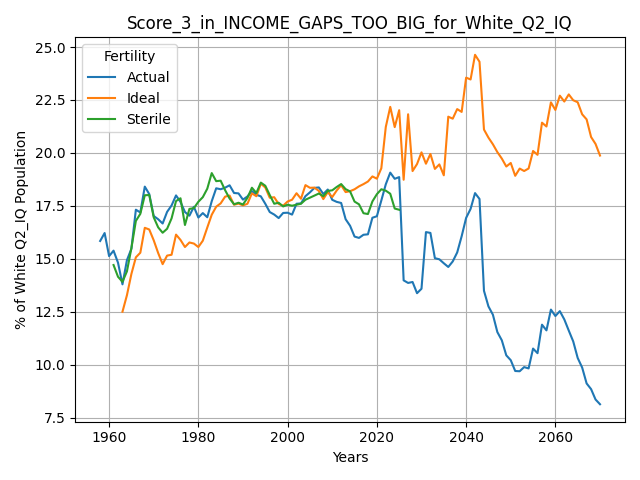 Score_3_in_INCOME_GAPS_TOO_BIG_for_White_Q2_IQ
Fertility
Actual
Ideal
Sterile
% of White Q2_IQ Population
25.0
22.5
20.0
17.5
15.0
12.5
10.0
7.5
1960
1980
2000
2020
2040
2060
Years